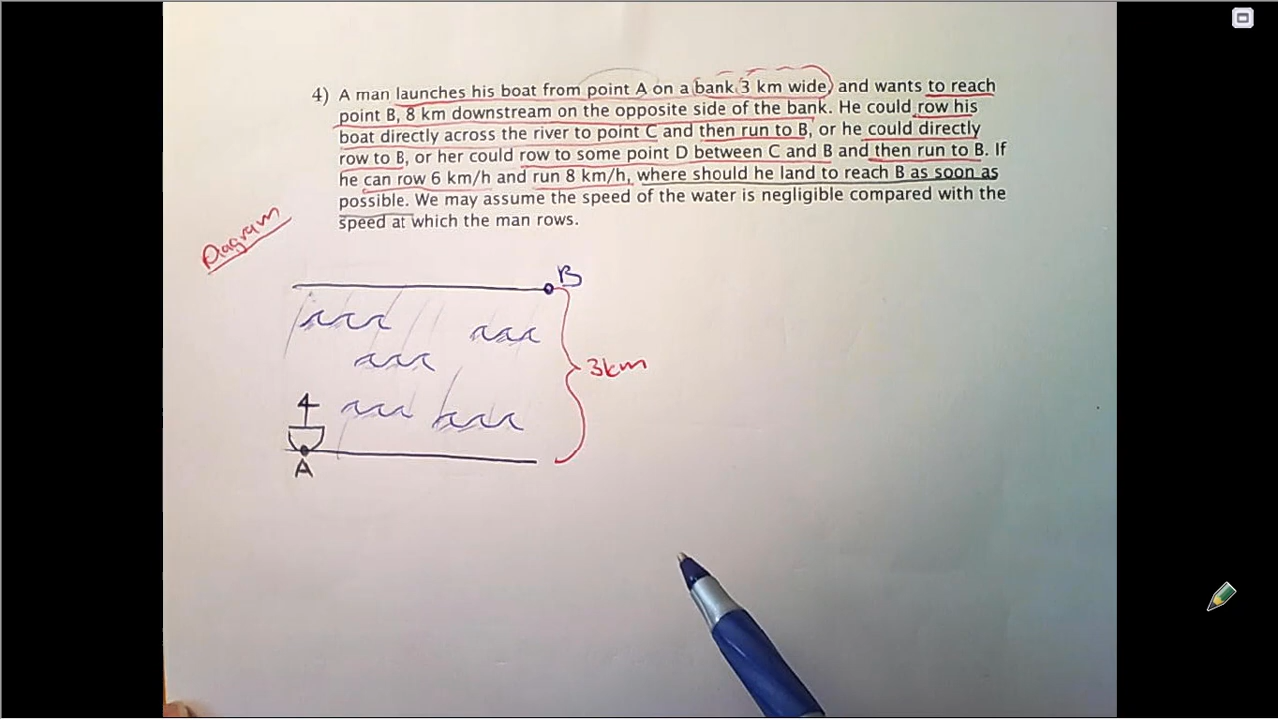 4) A man launches his boat from point A on a bank 3 km wide, and wants to reach
point B, 8 km downstream on the opposite side of the bank. He could row his
boat directly across the river to point C and then run to B, or he could directly
row to B, or her could row to some point D between C and B and then run to B. If
he can row 6 km/h and run 8 km/h, where should he land to reach B as soon as
possible. We may assume the speed of the water is negligible compared with the
speed at which the man rows.
Diagram
B
3km
A